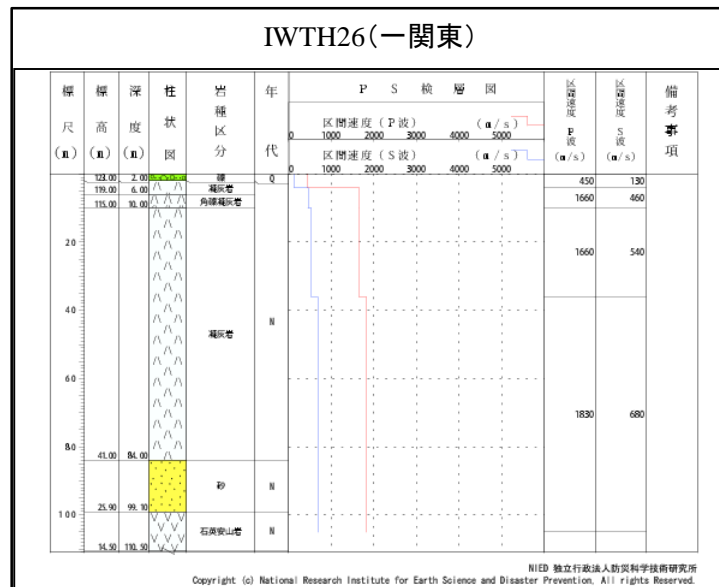 IWTH26(一関東)
標尺(m) 標高(m) 深度(m) 柱状図 岩種区分 年代 PS検層図 区間速度 P波 (m/s) 区間速度 S波 (m/s) 備考事項
区間速度(P波) (m/s)
0 1000 2000 3000 4000 5000
区間速度(S波) (m/s)
0 1000 2000 3000 4000 5000
123.00 2.00 礫 Q 450 130
119.00 6.00 凝灰岩 1660 460
115.00 10.00 角礫凝灰岩
20 1660 540
40
N
凝灰岩
60
1830 680
80
41.00 84.00
砂 N
25.90 99.10
100
石英安山岩 N
14.50 110.50
NIED 独立行政法人防災科学技術研究所
Copyright (c) National Research Institute for Earth Science and Disaster Prevention, All rights Reserved.